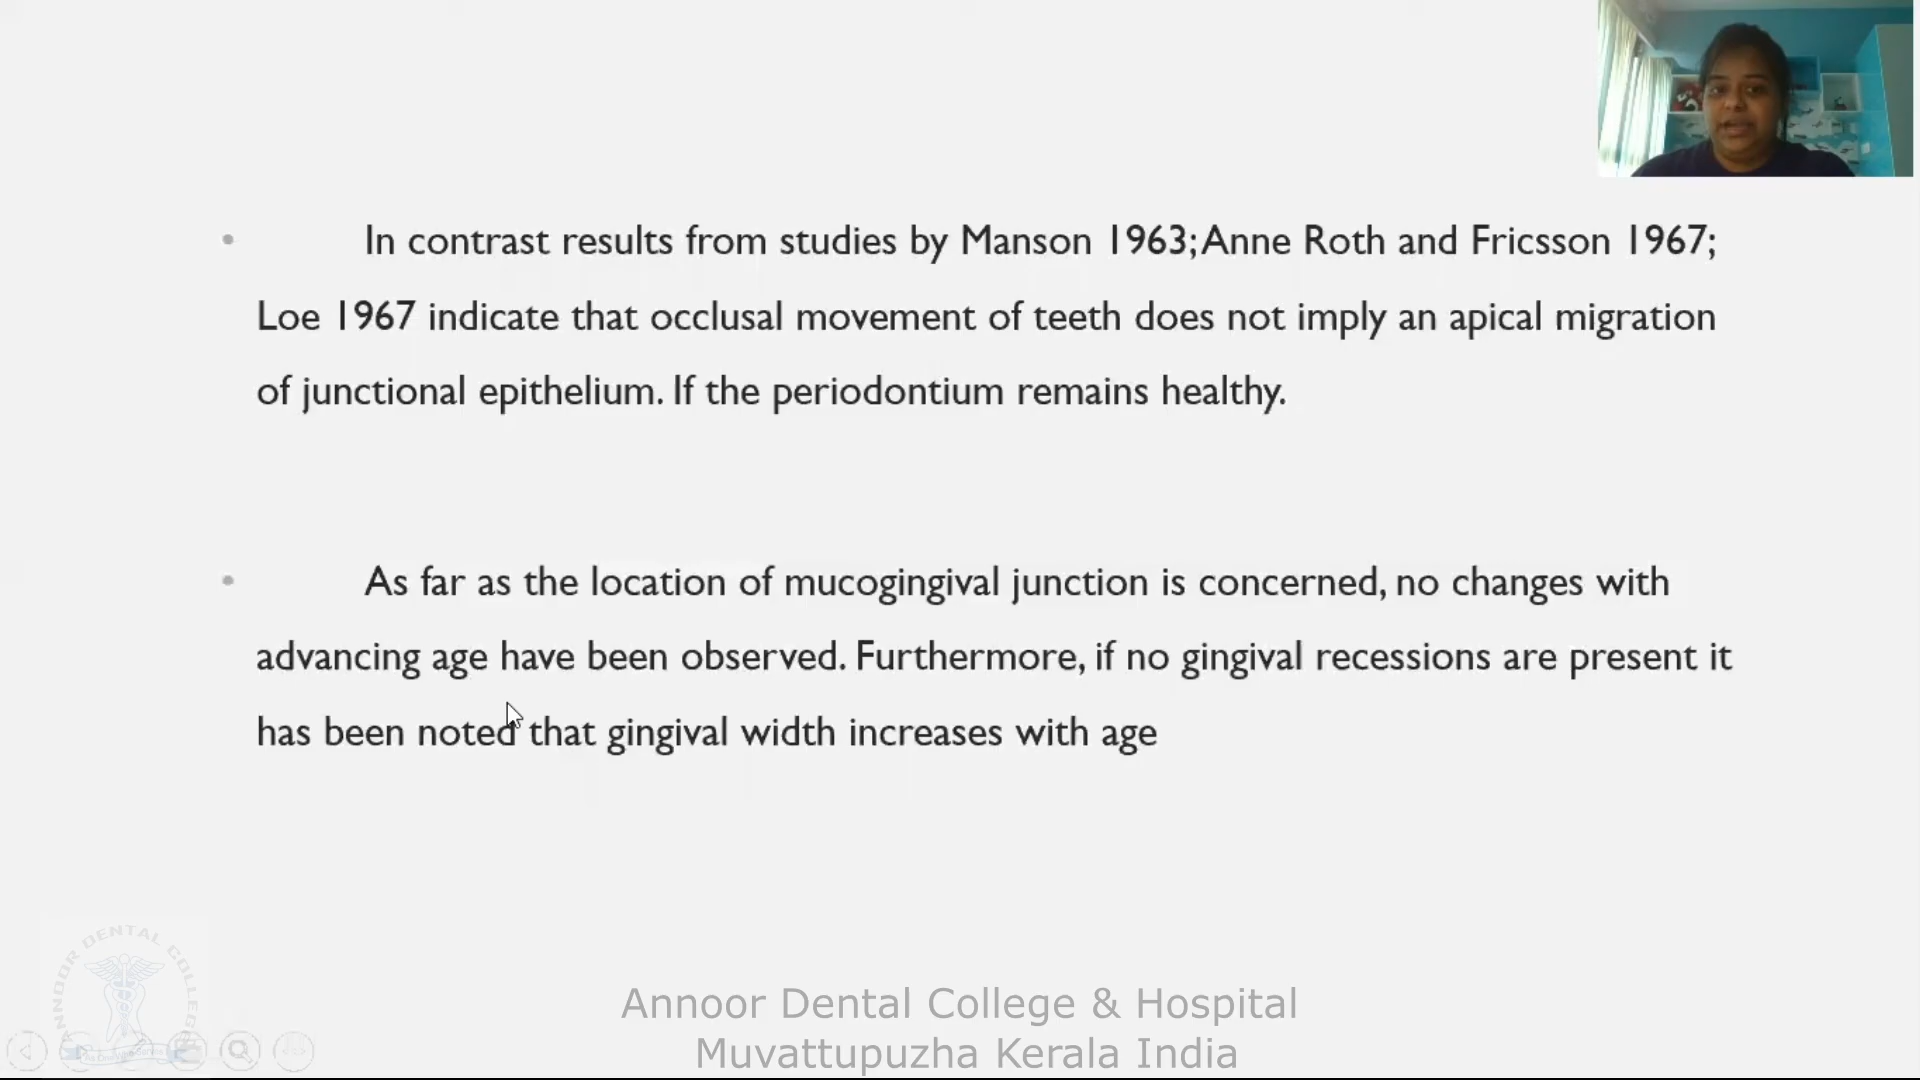 • In contrast results from studies by Manson 1963; Anne Roth and Fricsson 1967;
Loe 1967 indicate that occlusal movement of teeth does not imply an apical migration
of junctional epithelium. If the periodontium remains healthy.
• As far as the location of mucogingival junction is concerned, no changes with
advancing age have been observed. Furthermore, if no gingival recessions are present it
has been noted that gingival width increases with age
ANNOOR DENTAL COLLEGE
Annoor Dental College & Hospital
Muvattupuzha Kerala India